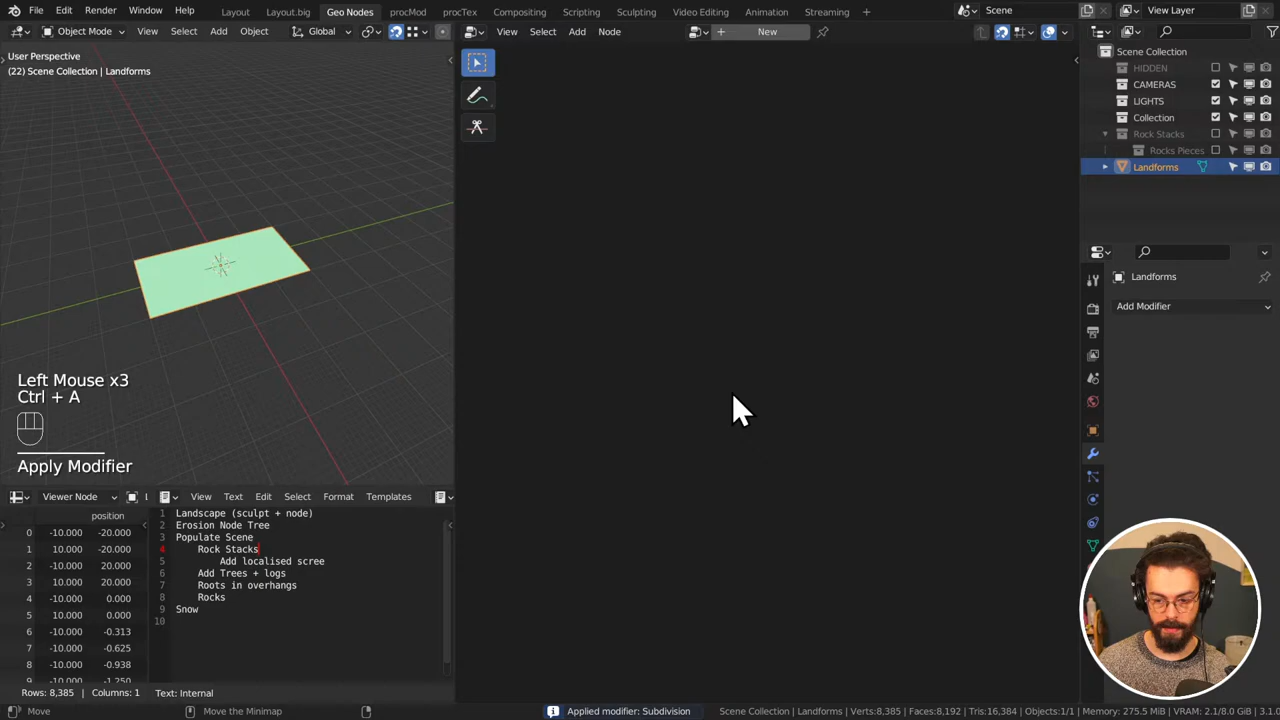 File Edit Render Window Help Layout Layout.big Geo Nodes procMod procTex Compositing Scripting Sculpting Video Editing Animation Streaming + Scene View Layer
Object Mode View Select Add Object Global View Select Add Node New
User Perspective
(22) Scene Collection | Landforms
Scene Collection
HIDDEN
CAMERAS
LIGHTS
Collection
Rock Stacks
Rocks Pieces
Landforms
Landforms
Add Modifier
Left Mouse x3
Ctrl + A
Apply Modifier
Viewer Node View Text Edit Select Format Templates
position
0 -10.000 -20.000
1 10.000 -20.000
2 -10.000 20.000
3 10.000 20.000
4 -10.000 0.000
5 10.000 0.000
6 -10.000 -0.313
7 -10.000 -0.625
8 -10.000 -0.938
9 -10.000 -1.250
Rows: 8,385 | Columns: 1
1 Landscape (sculpt + node)
2 Erosion Node Tree
3 Populate Scene
4 Rock Stacks
5 Add localised scree
6 Add Trees + logs
7 Roots in overhangs
8 Rocks
9 Snow
10
Text: Internal
Move Move the Minimap Applied modifier: Subdivision Scene Collection | Landforms | Verts:8,385 | Faces:8,192 | Tris:16,384 | Objects:1/1 | Memory: 275.5 MiB | VRAM: 2.1/8.0 GiB | 3.1.0